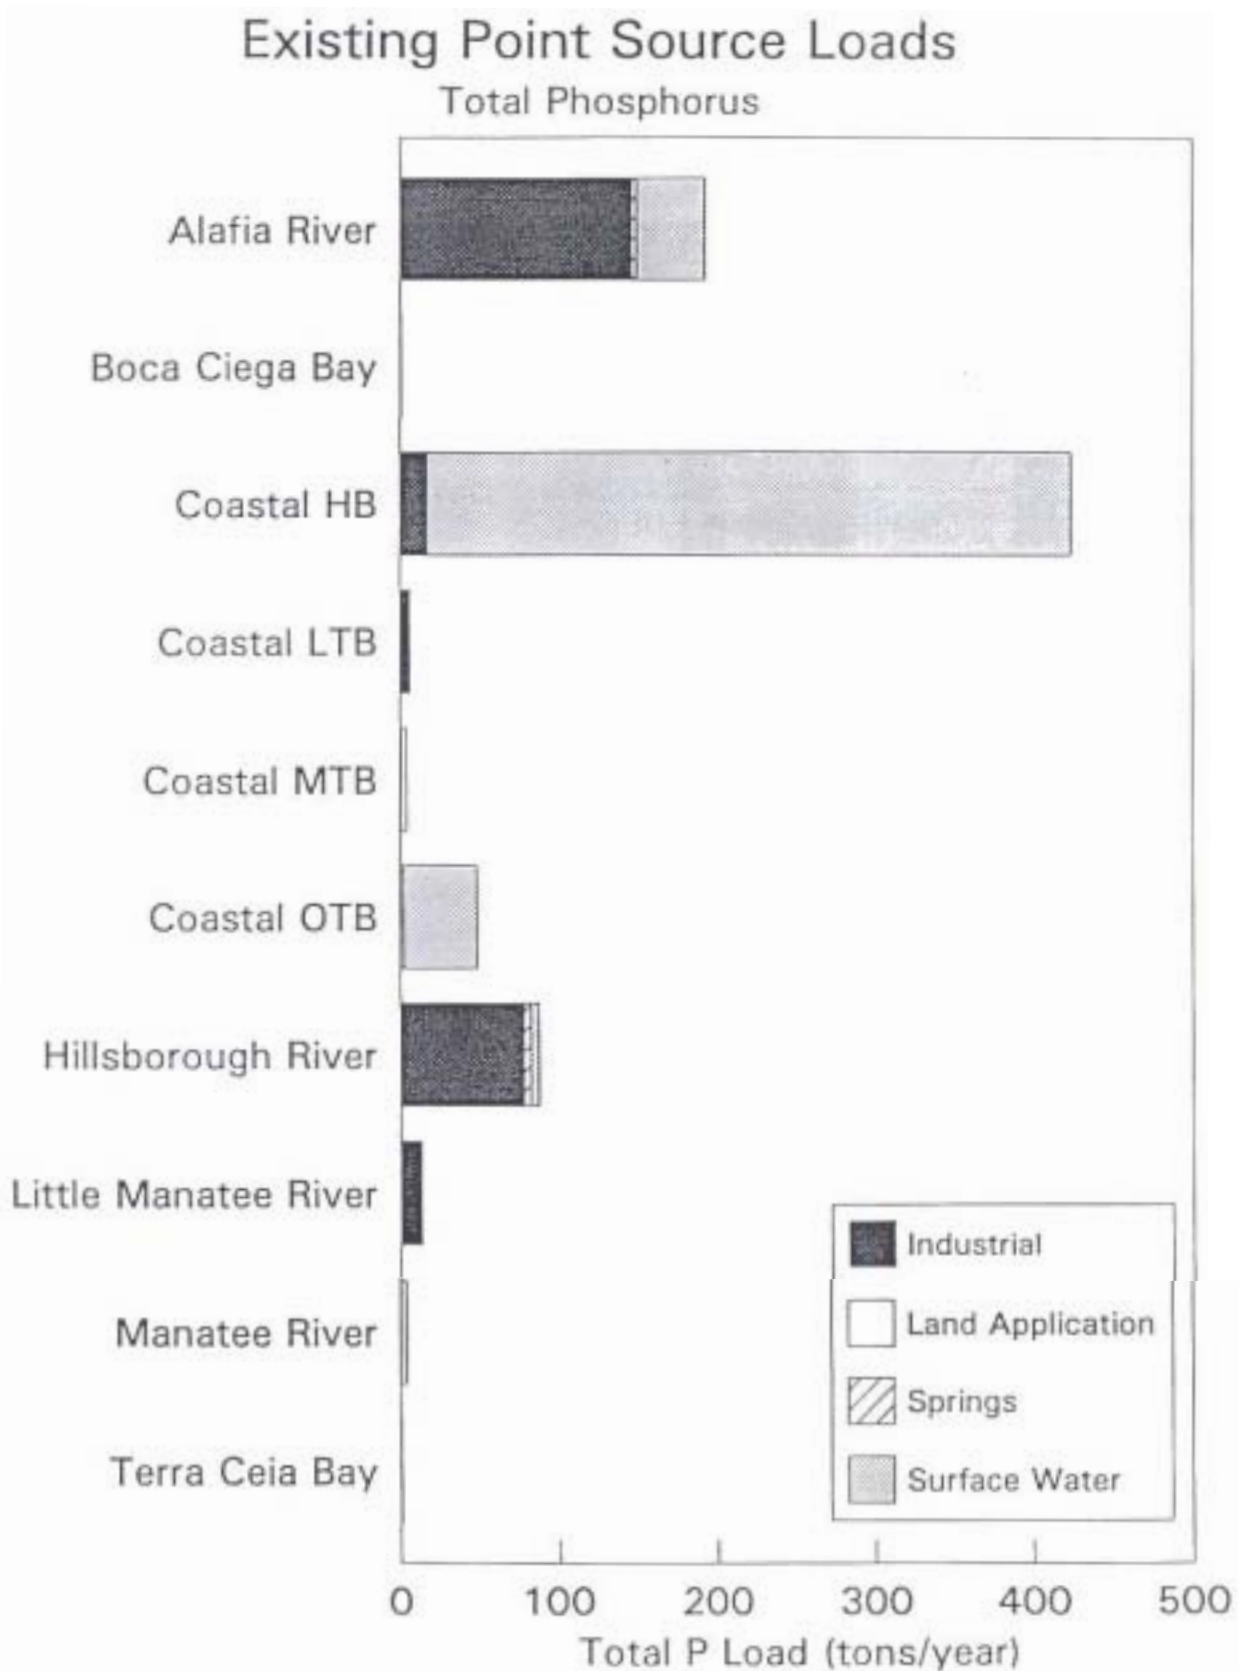 Existing Point Source Loads
Total Phosphorus
Alafia River
Boca Ciega Bay
Coastal HB
Coastal LTB
Coastal MTB
Coastal OTB
Hillsborough River
Little Manatee River
Manatee River
Terra Ceia Bay
Industrial
Land Application
Springs
Surface Water
0 100 200 300 400 500
Total P Load (tons/year)